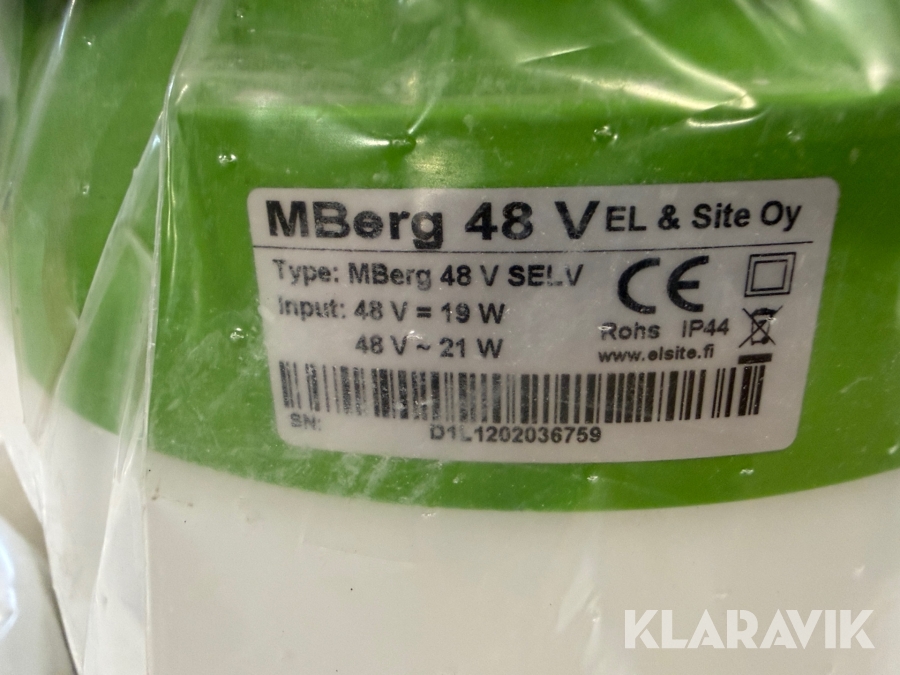 MBerg 48 V EL & Site Oy
Type: MBerg 48 V SELV
Input: 48 V = 19 W
48 V ~ 21 W
CE
Rohs IP44
www.elsite.fi
SN:
D1L1202036759
KLARAVIK